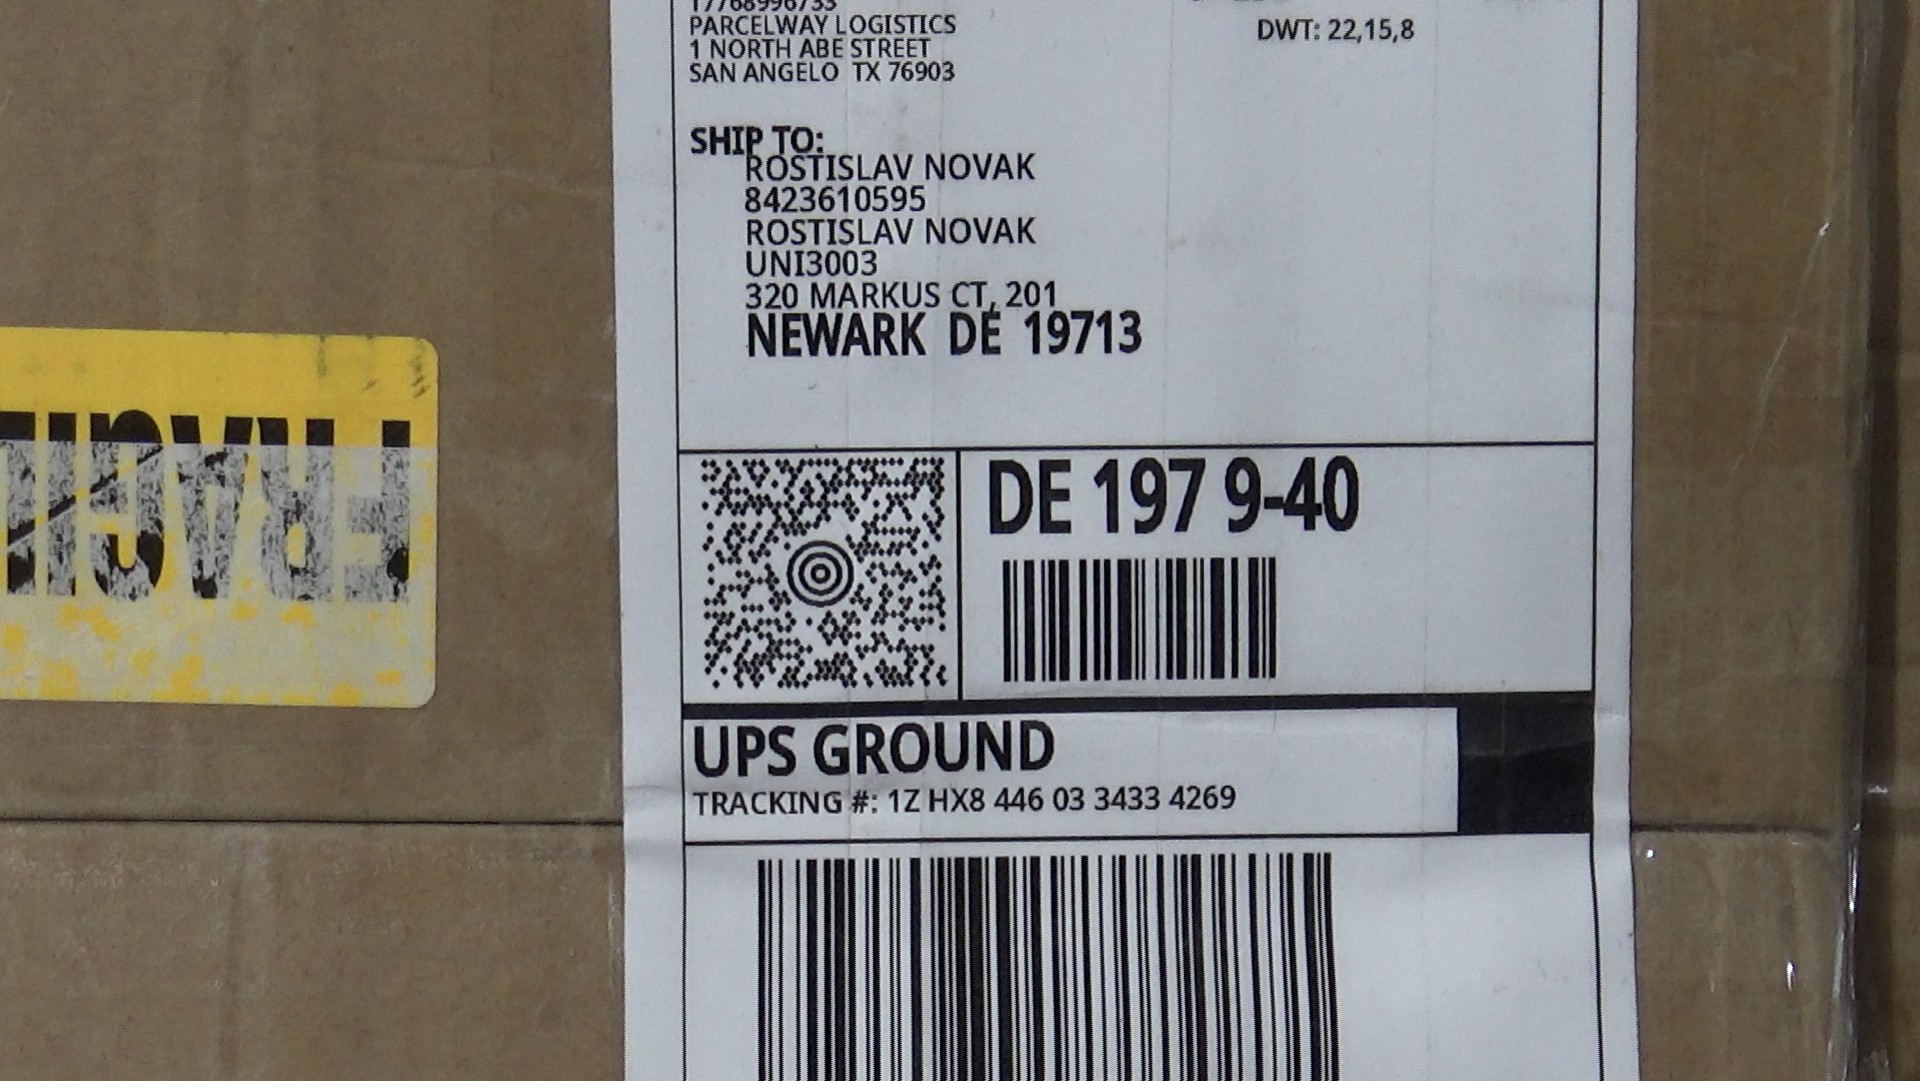 17768996733
PARCELWAY LOGISTICS
1 NORTH ABE STREET
SAN ANGELO TX 76903
DWT: 22,15,8
SHIP TO:
ROSTISLAV NOVAK
8423610595
ROSTISLAV NOVAK
UNI3003
320 MARKUS CT, 201
NEWARK DE 19713
DE 197 9-40
UPS GROUND
TRACKING #: 1Z HX8 446 03 3433 4269
FRAGIL